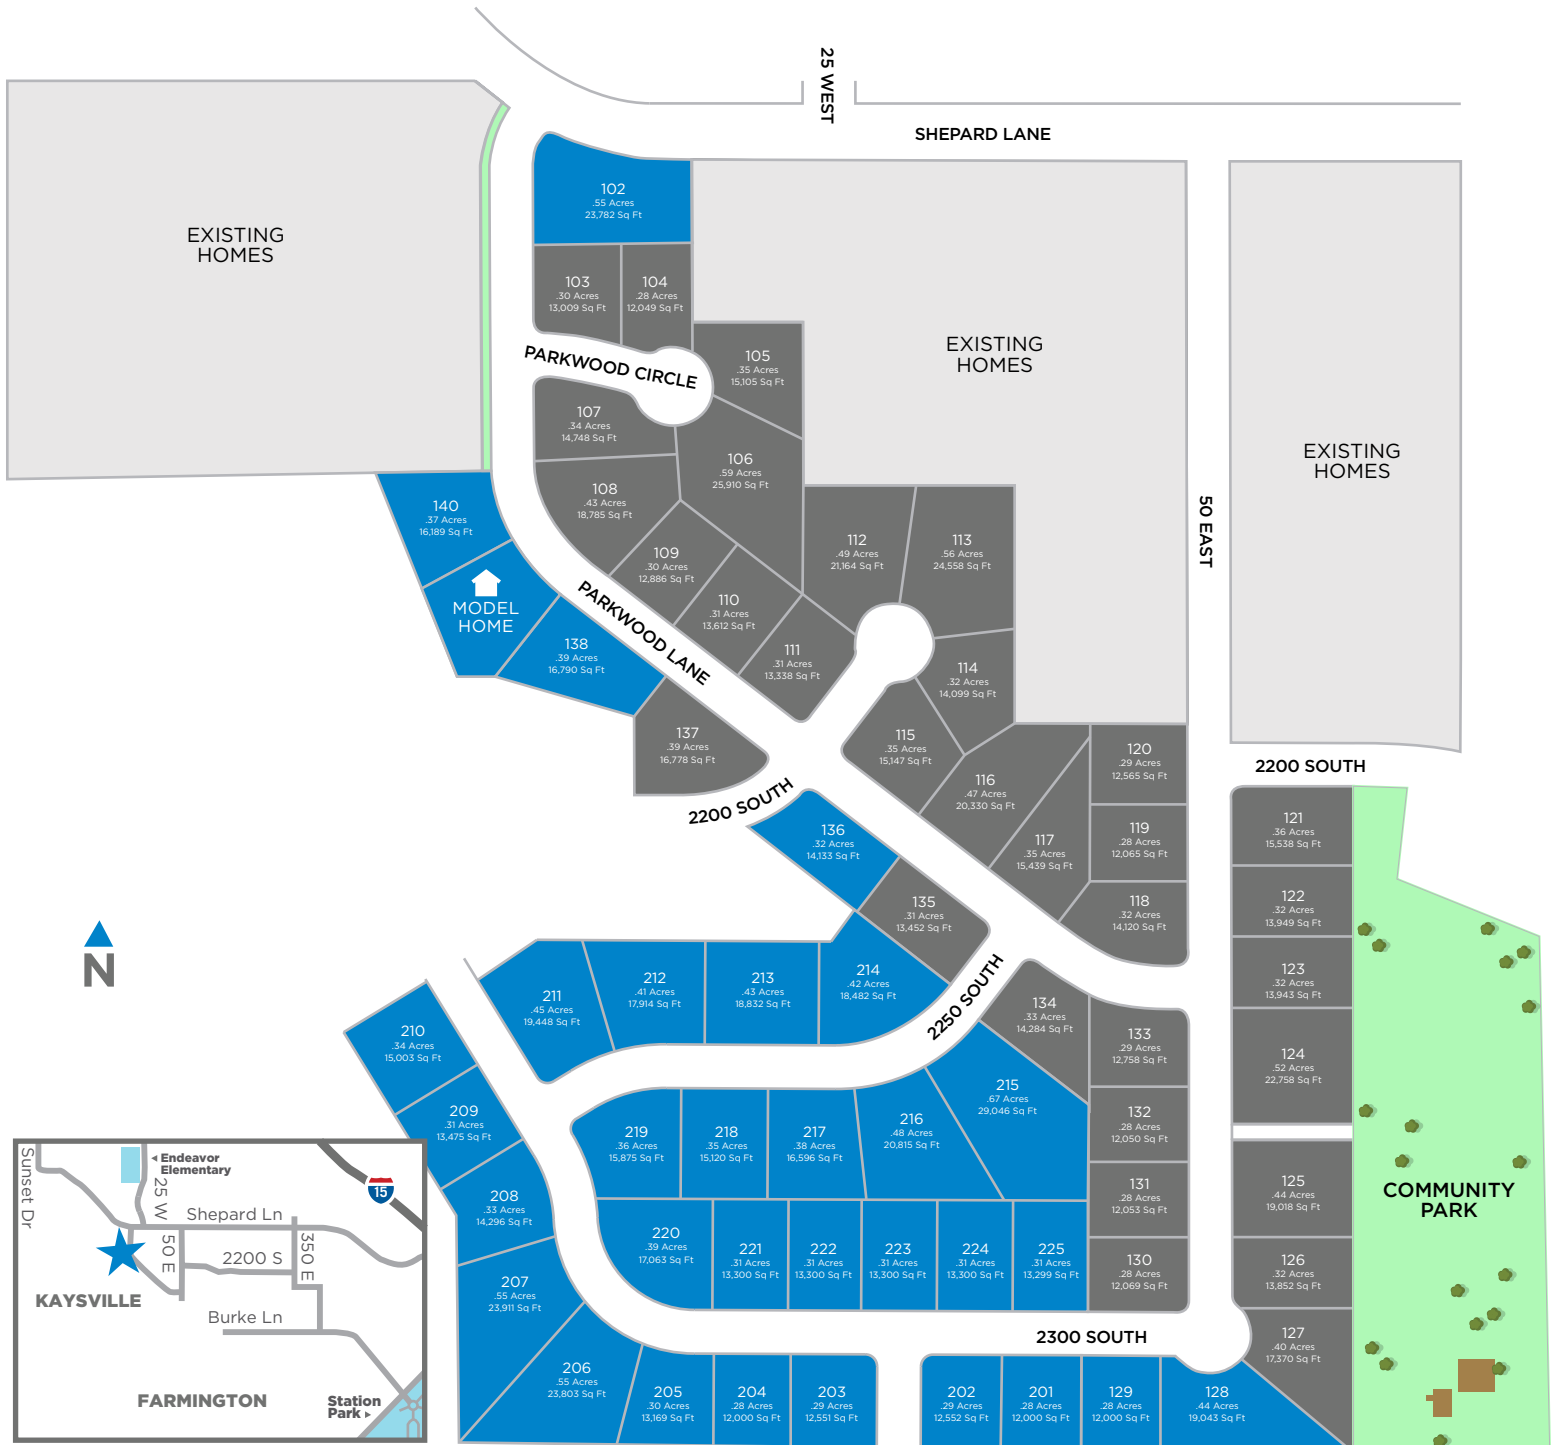 25 WEST
SHEPARD LANE
EXISTING
HOMES
102
.55 Acres
23,782 Sq Ft
103
.30 Acres
13,009 Sq Ft
104
.28 Acres
12,049 Sq Ft
PARKWOOD CIRCLE
105
.35 Acres
15,105 Sq Ft
EXISTING
HOMES
107
.34 Acres
14,748 Sq Ft
106
.59 Acres
25,910 Sq Ft
EXISTING
HOMES
108
.43 Acres
18,785 Sq Ft
140
.37 Acres
16,189 Sq Ft
50 EAST
109
.30 Acres
12,886 Sq Ft
112
.49 Acres
21,164 Sq Ft
113
.56 Acres
24,558 Sq Ft
MODEL
HOME
PARKWOOD LANE
110
.31 Acres
13,612 Sq Ft
138
.39 Acres
16,790 Sq Ft
111
.31 Acres
13,338 Sq Ft
114
.32 Acres
14,099 Sq Ft
137
.39 Acres
16,778 Sq Ft
115
.35 Acres
15,147 Sq Ft
120
.29 Acres
12,565 Sq Ft
2200 SOUTH
116
.47 Acres
20,330 Sq Ft
2200 SOUTH
136
.32 Acres
14,133 Sq Ft
117
.35 Acres
15,439 Sq Ft
119
.28 Acres
12,065 Sq Ft
121
.36 Acres
15,538 Sq Ft
135
.31 Acres
13,452 Sq Ft
118
.32 Acres
14,120 Sq Ft
122
.32 Acres
13,949 Sq Ft
N
211
.45 Acres
19,448 Sq Ft
212
.41 Acres
17,914 Sq Ft
213
.43 Acres
18,832 Sq Ft
214
.42 Acres
18,482 Sq Ft
2250 SOUTH
123
.32 Acres
13,943 Sq Ft
134
.33 Acres
14,284 Sq Ft
210
.34 Acres
15,003 Sq Ft
133
.29 Acres
12,758 Sq Ft
124
.52 Acres
22,758 Sq Ft
215
.67 Acres
29,046 Sq Ft
209
.31 Acres
13,475 Sq Ft
219
.36 Acres
15,875 Sq Ft
218
.35 Acres
15,120 Sq Ft
217
.38 Acres
16,596 Sq Ft
216
.48 Acres
20,815 Sq Ft
132
.28 Acres
12,050 Sq Ft
208
.33 Acres
14,296 Sq Ft
131
.28 Acres
12,053 Sq Ft
125
.44 Acres
19,018 Sq Ft
COMMUNITY
PARK
220
.39 Acres
17,063 Sq Ft
221
.31 Acres
13,300 Sq Ft
222
.31 Acres
13,300 Sq Ft
223
.31 Acres
13,300 Sq Ft
224
.31 Acres
13,300 Sq Ft
225
.31 Acres
13,299 Sq Ft
130
.28 Acres
12,069 Sq Ft
126
.32 Acres
13,852 Sq Ft
207
.55 Acres
23,911 Sq Ft
2300 SOUTH
127
.40 Acres
17,370 Sq Ft
206
.55 Acres
23,803 Sq Ft
205
.30 Acres
13,169 Sq Ft
204
.28 Acres
12,000 Sq Ft
203
.29 Acres
12,551 Sq Ft
202
.29 Acres
12,552 Sq Ft
201
.28 Acres
12,000 Sq Ft
129
.28 Acres
12,000 Sq Ft
128
.44 Acres
19,043 Sq Ft
Sunset Dr
Endeavor
Elementary
25 W
15
Shepard Ln
50 E
2200 S
350 E
KAYSVILLE
Burke Ln
FARMINGTON
Station
Park